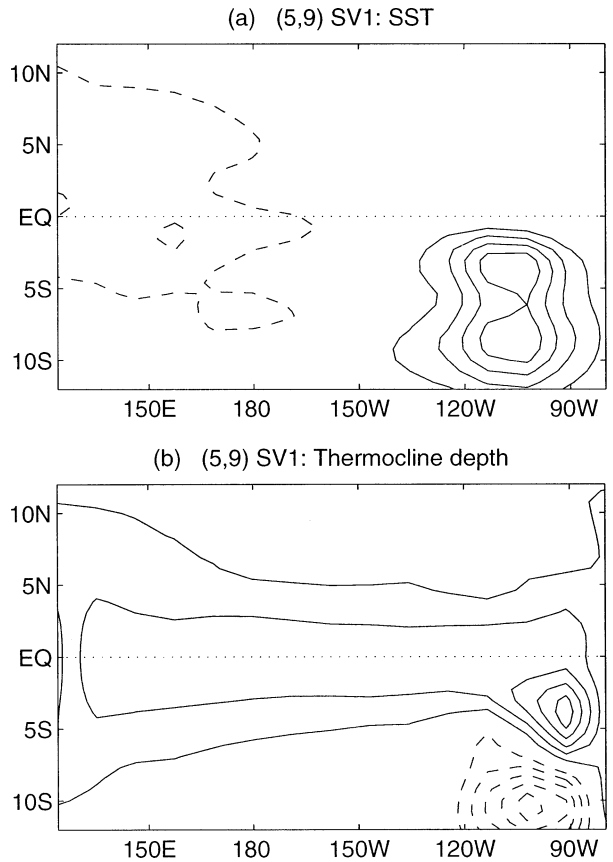 (a) (5,9) SV1: SST
10N
5N
EQ
5S
10S
150E 180 150W 120W 90W
(b) (5,9) SV1: Thermocline depth
10N
5N
EQ
5S
10S
150E 180 150W 120W 90W